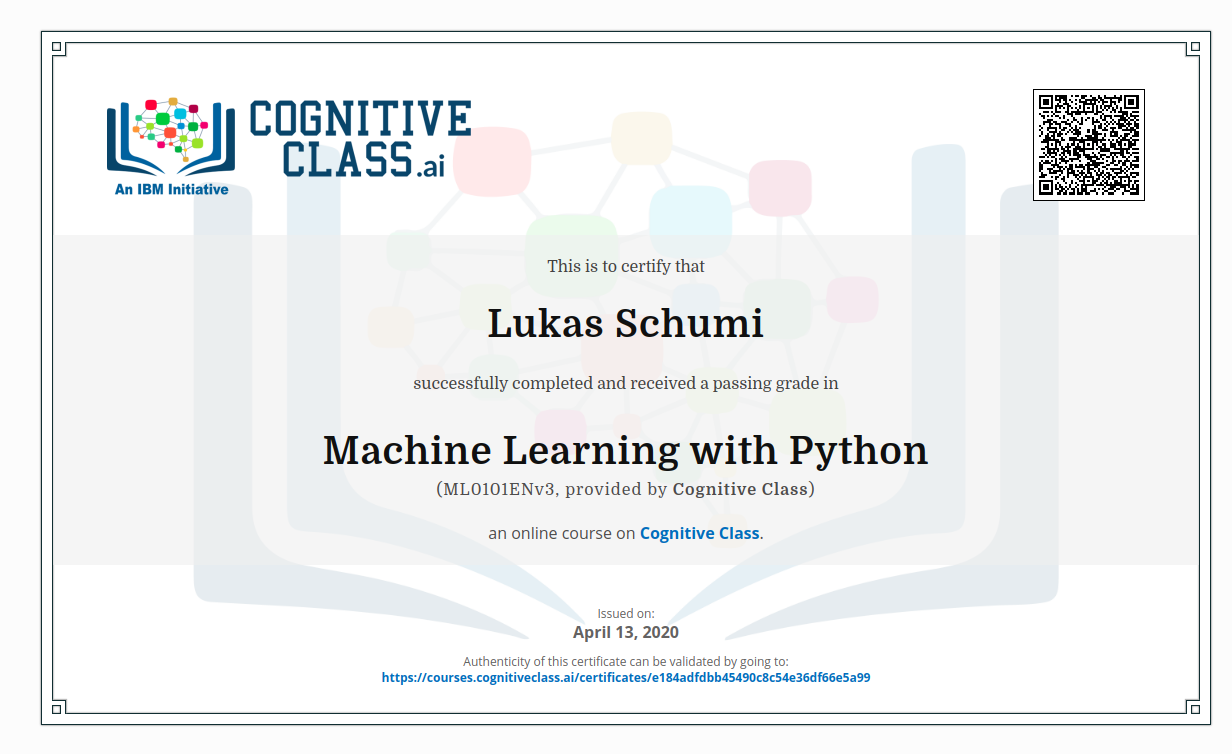 COGNITIVE
CLASS.ai
An IBM Initiative
This is to certify that
Lukas Schumi
successfully completed and received a passing grade in
Machine Learning with Python
(ML0101ENv3, provided by Cognitive Class)
an online course on Cognitive Class.
Issued on:
April 13, 2020
Authenticity of this certificate can be validated by going to:
https://courses.cognitiveclass.ai/certificates/e184adfdbb45490c8c54e36df66e5a99